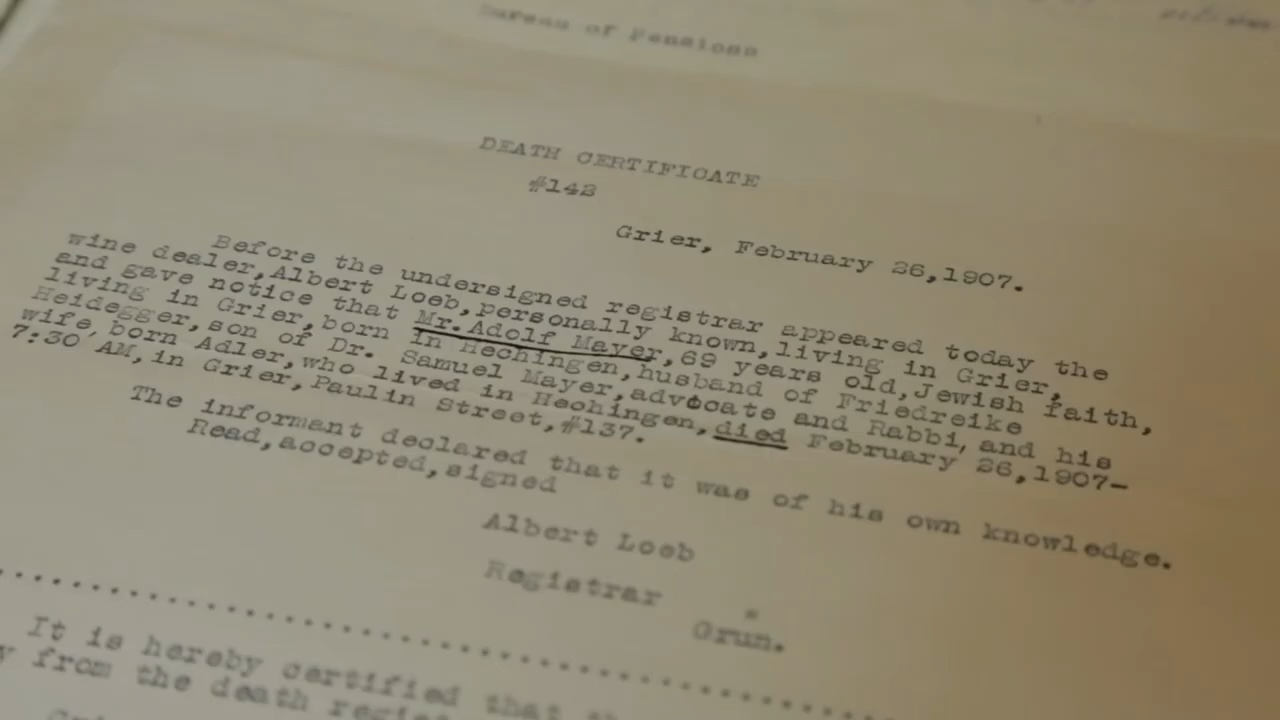 Bureau of Pensions
DEATH CERTIFICATE
#142
Grier, February 26,1907.
Before the undersigned registrar appeared today the
wine dealer,Albert Loeb,personally known,living in Grier,
and gave notice that Mr.Adolf Mayer,69 years old,Jewish faith,
living in Grier,born in Hechingen,husband of Friedreike
Heidegger,son of Dr. Samuel Mayer,advocate and Rabbi,and his
wife,born Adler,who lived in Hechingen,died February 26,1907-
7:30 AM,in Grier,Paulin Street,#137.
The informant declared that it was of his own knowledge.
Read,accepted,signed
Albert Loeb
Registrar
Grün.
It is hereby certified that
from the death